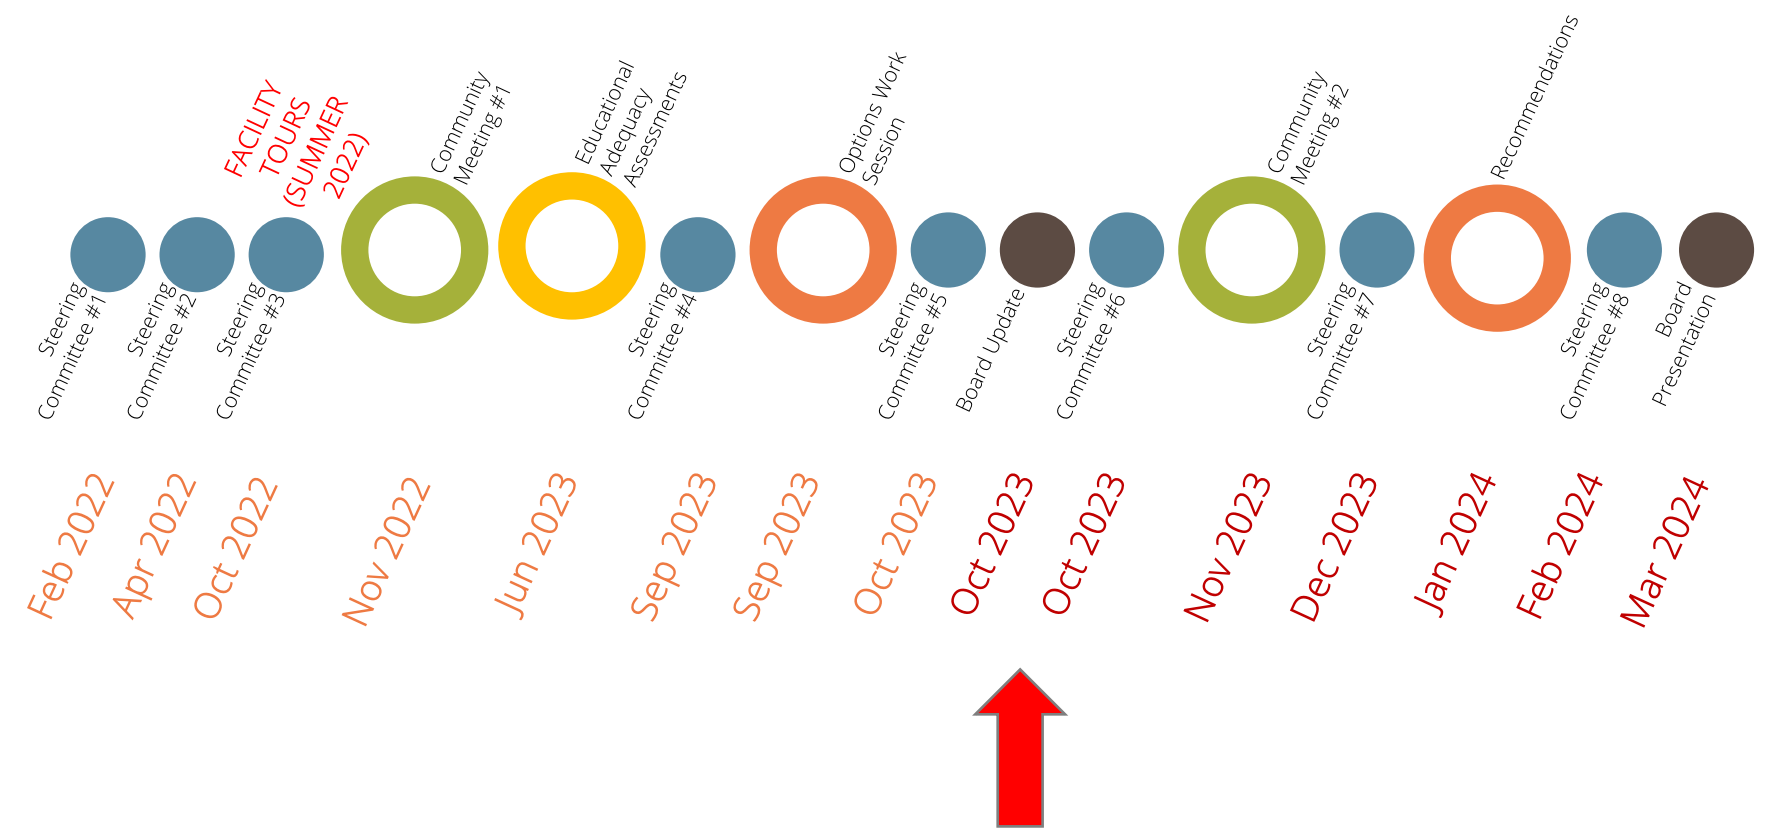 FACILITY
TOURS
(SUMMER
2022)
Community
Meeting #1
Educational
Adequacy
Assessments
Options Work
Session
Community
Meeting #2
Recommendations
Steering
Committee #1
Steering
Committee #2
Steering
Committee #3
Steering
Committee #4
Steering
Committee #5
Board Update
Steering
Committee #6
Steering
Committee #7
Steering
Committee #8
Board
Presentation
Feb 2022
Apr 2022
Oct 2022
Nov 2022
Jun 2023
Sep 2023
Sep 2023
Oct 2023
Oct 2023
Oct 2023
Nov 2023
Dec 2023
Jan 2024
Feb 2024
Mar 2024